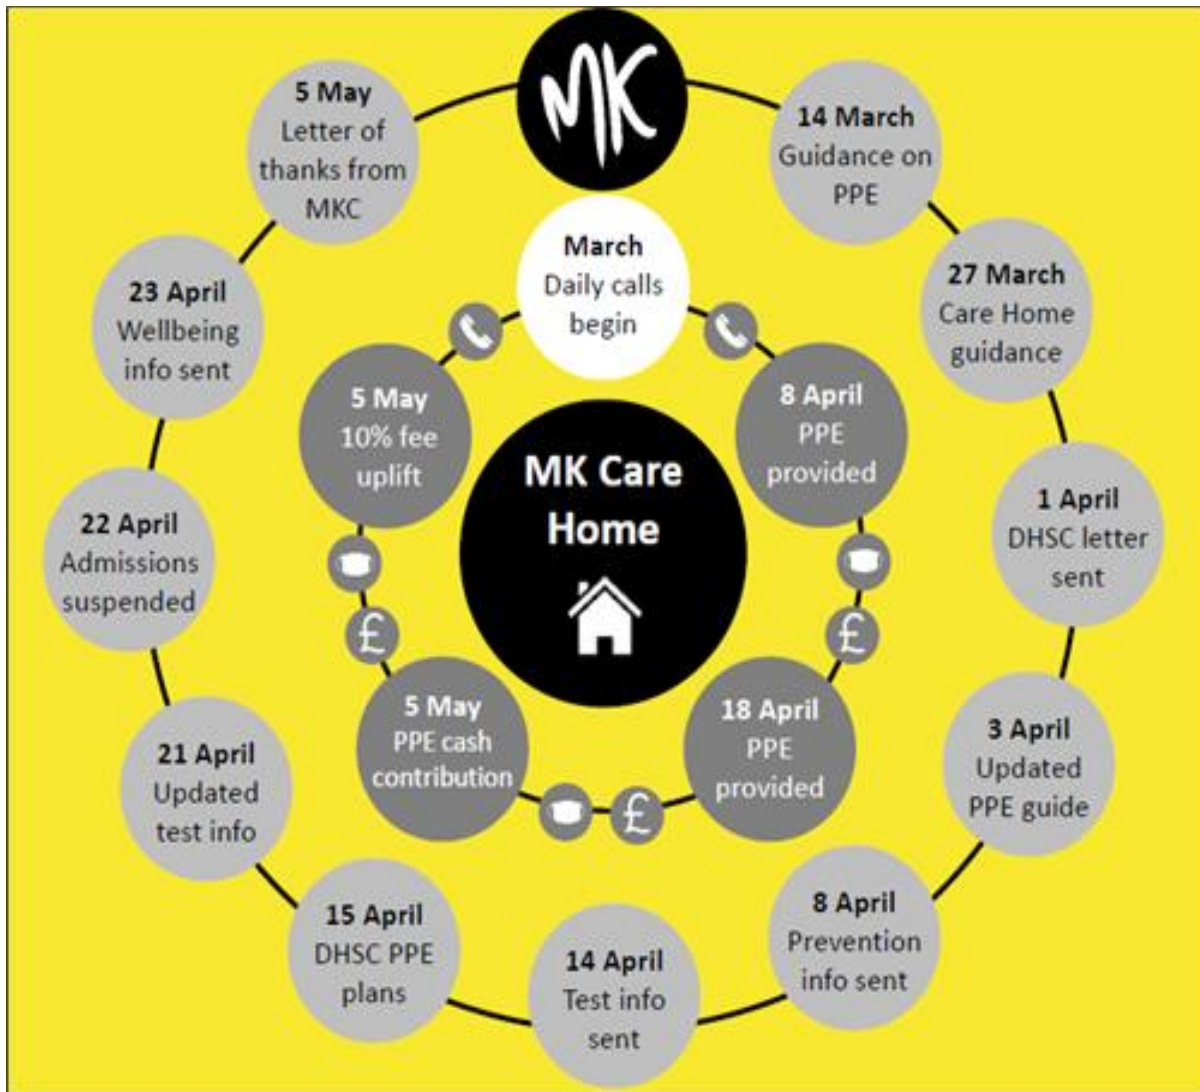 MK
14 March
Guidance on
PPE
27 March
Care Home
guidance
1 April
DHSC letter
sent
3 April
Updated
PPE guide
8 April
Prevention
info sent
14 April
Test info
sent
15 April
DHSC PPE
plans
21 April
Updated
test info
22 April
Admissions
suspended
23 April
Wellbeing
info sent
5 May
Letter of
thanks from
MKC
March
Daily calls
begin
8 April
PPE
provided
£
18 April
PPE
provided
£
5 May
PPE cash
contribution
£
5 May
10% fee
uplift
MK Care
Home